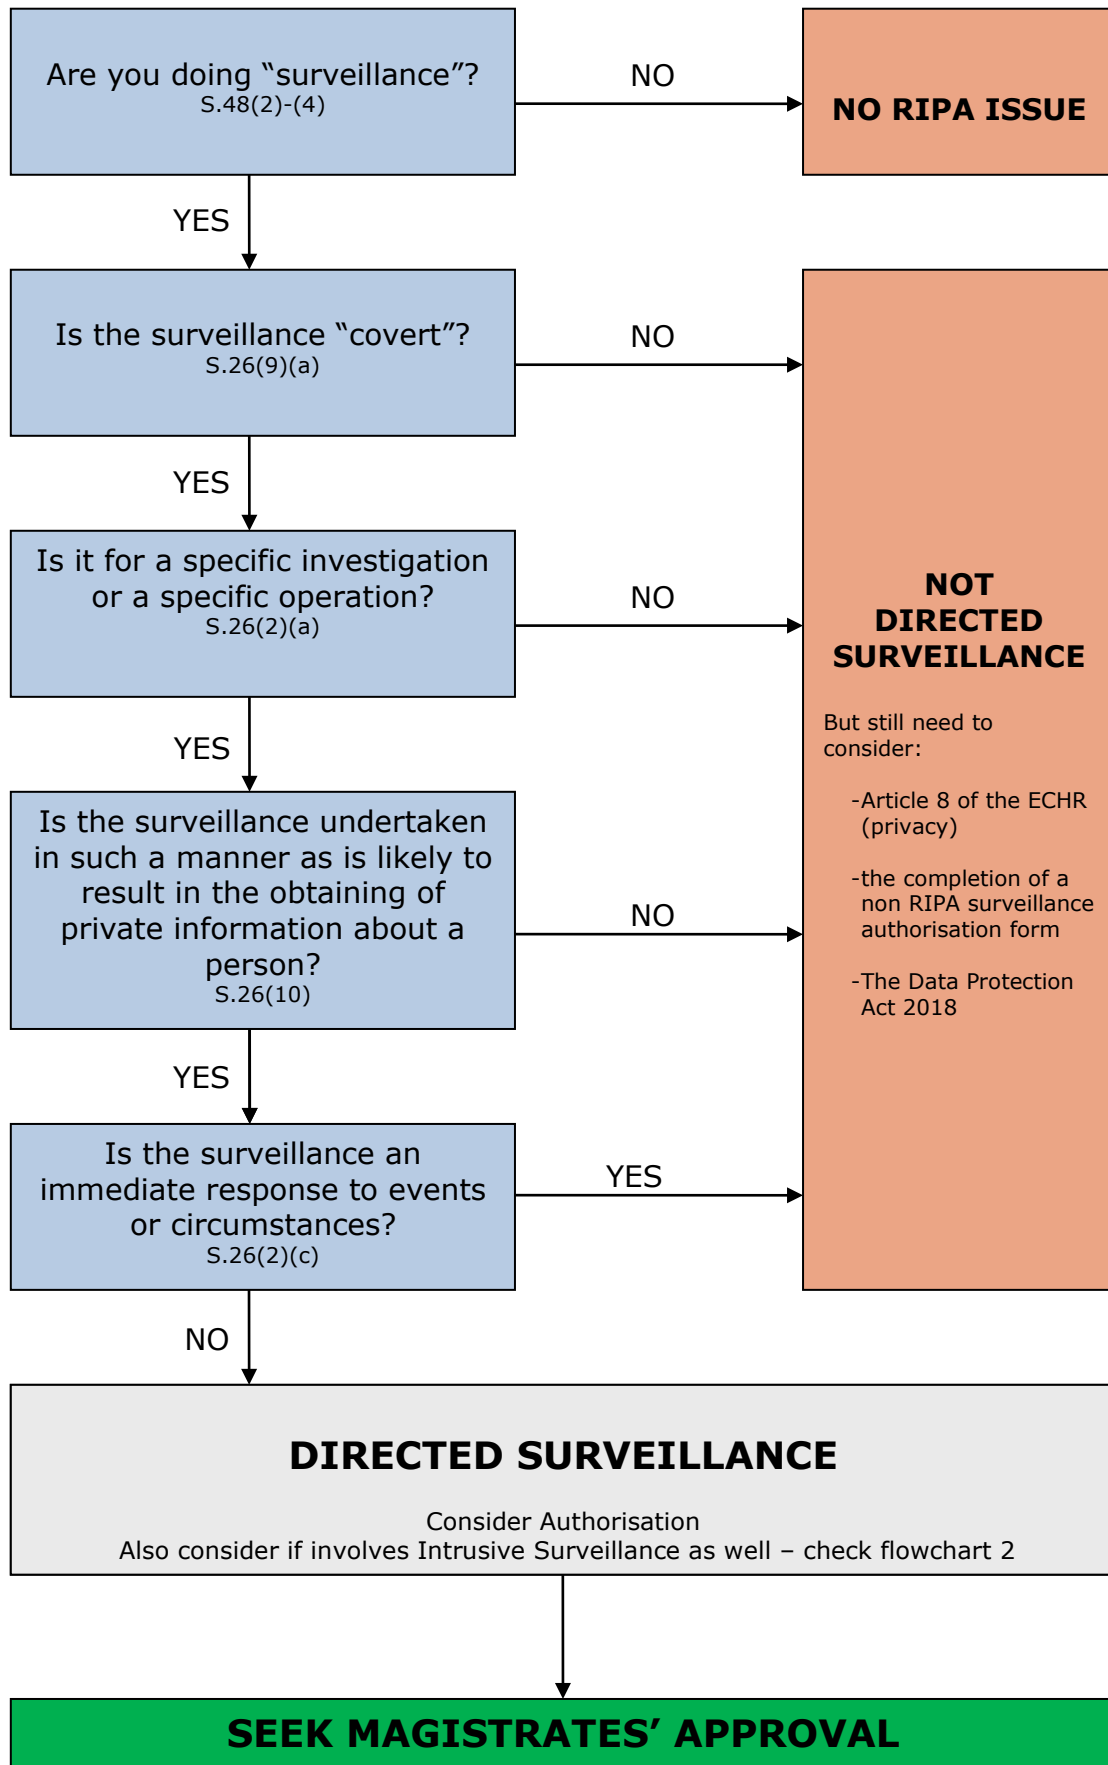 Are you doing “surveillance”?
S.48(2)-(4)
NO
NO RIPA ISSUE
YES
Is the surveillance “covert”?
S.26(9)(a)
NO
YES
Is it for a specific investigation
or a specific operation?
S.26(2)(a)
NO
YES
Is the surveillance undertaken
in such a manner as is likely to
result in the obtaining of
private information about a
person?
S.26(10)
NO
YES
Is the surveillance an
immediate response to events
or circumstances?
S.26(2)(c)
YES
NO
NOT
DIRECTED
SURVEILLANCE
But still need to
consider:
-Article 8 of the ECHR
(privacy)
-the completion of a
non RIPA surveillance
authorisation form
-The Data Protection
Act 2018
DIRECTED SURVEILLANCE
Consider Authorisation
Also consider if involves Intrusive Surveillance as well – check flowchart 2
SEEK MAGISTRATES’ APPROVAL